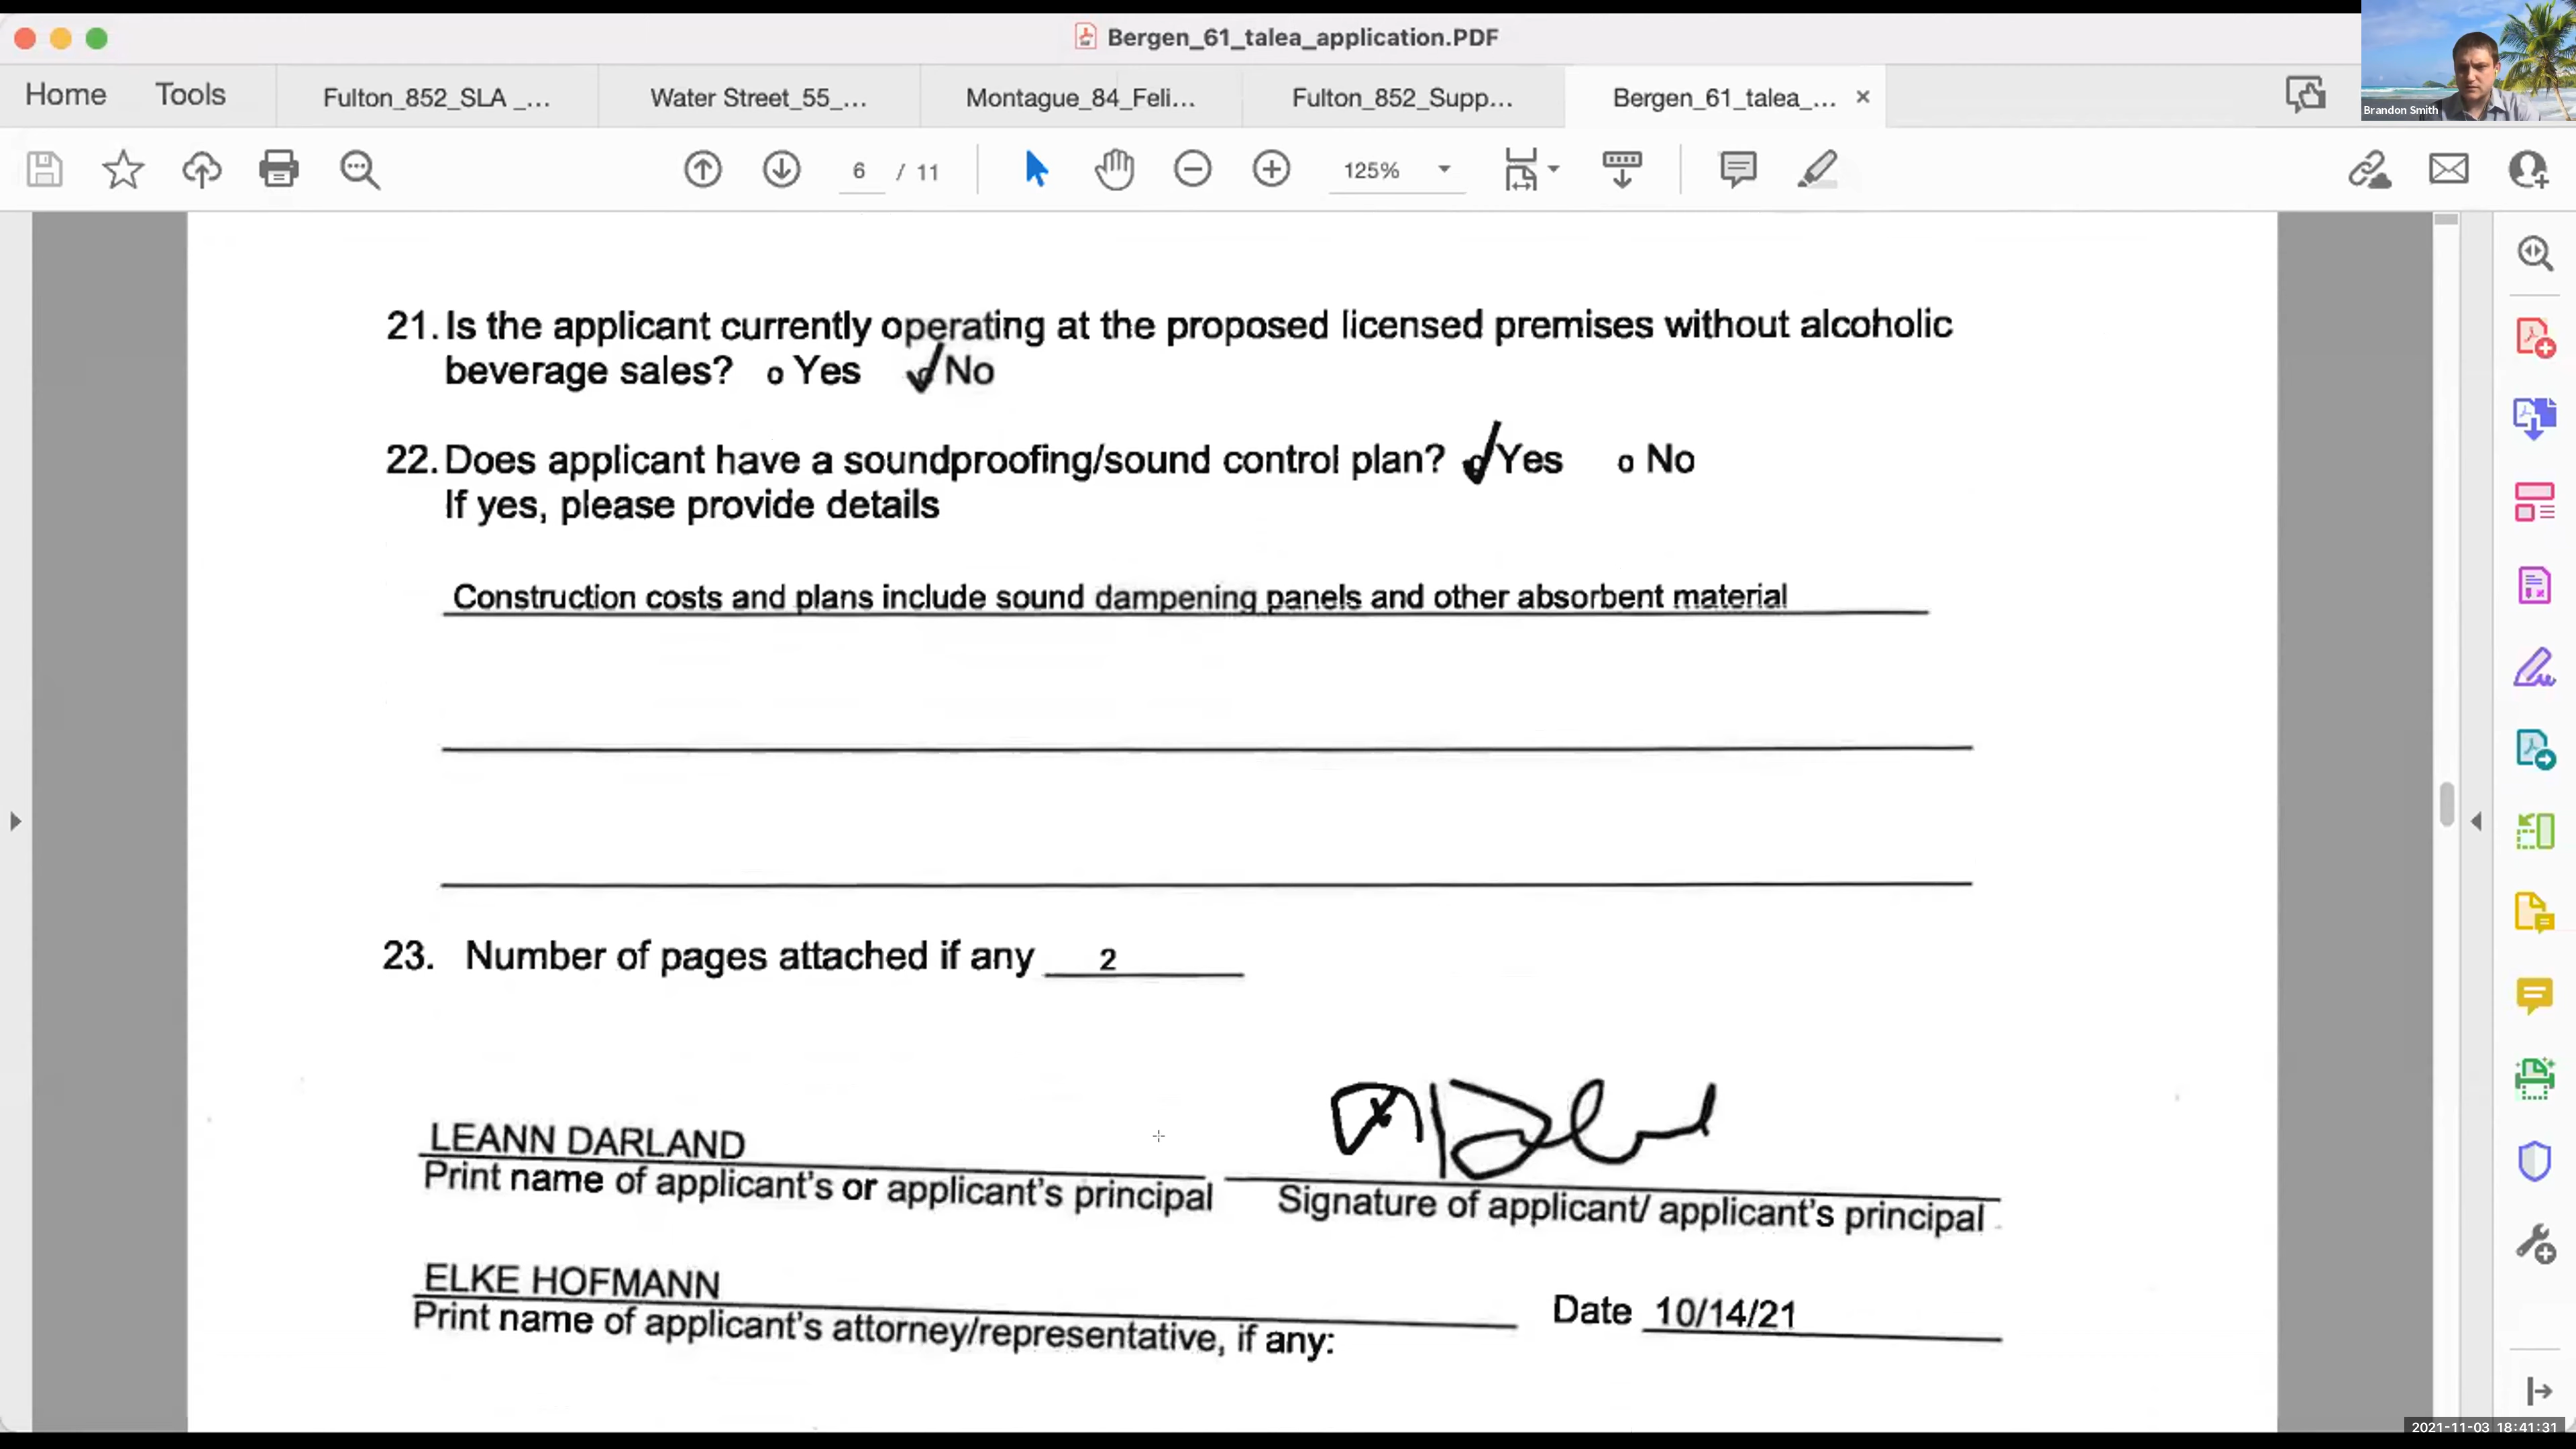 Bergen_61_talea_application.PDF
Home Tools Fulton_852_SLA _... Water Street_55_... Montague_84_Feli... Fulton_852_Supp... Bergen_61_talea_... ×
Brandon Smith
6 / 11 125%
21. Is the applicant currently operating at the proposed licensed premises without alcoholic
beverage sales? o Yes o No
22. Does applicant have a soundproofing/sound control plan? o Yes o No
If yes, please provide details
Construction costs and plans include sound dampening panels and other absorbent material
23. Number of pages attached if any 2
LEANN DARLAND
Print name of applicant's or applicant's principal Signature of applicant/ applicant's principal
ELKE HOFMANN
Print name of applicant's attorney/representative, if any: Date 10/14/21
2021-11-03 18:41:31